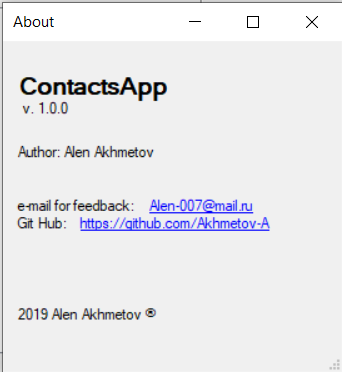 About
ContactsApp
v. 1.0.0
Author: Alen Akhmetov
e-mail for feedback: Alen-007@mail.ru
Git Hub: https://github.com/Akhmetov-A
2019 Alen Akhmetov ®